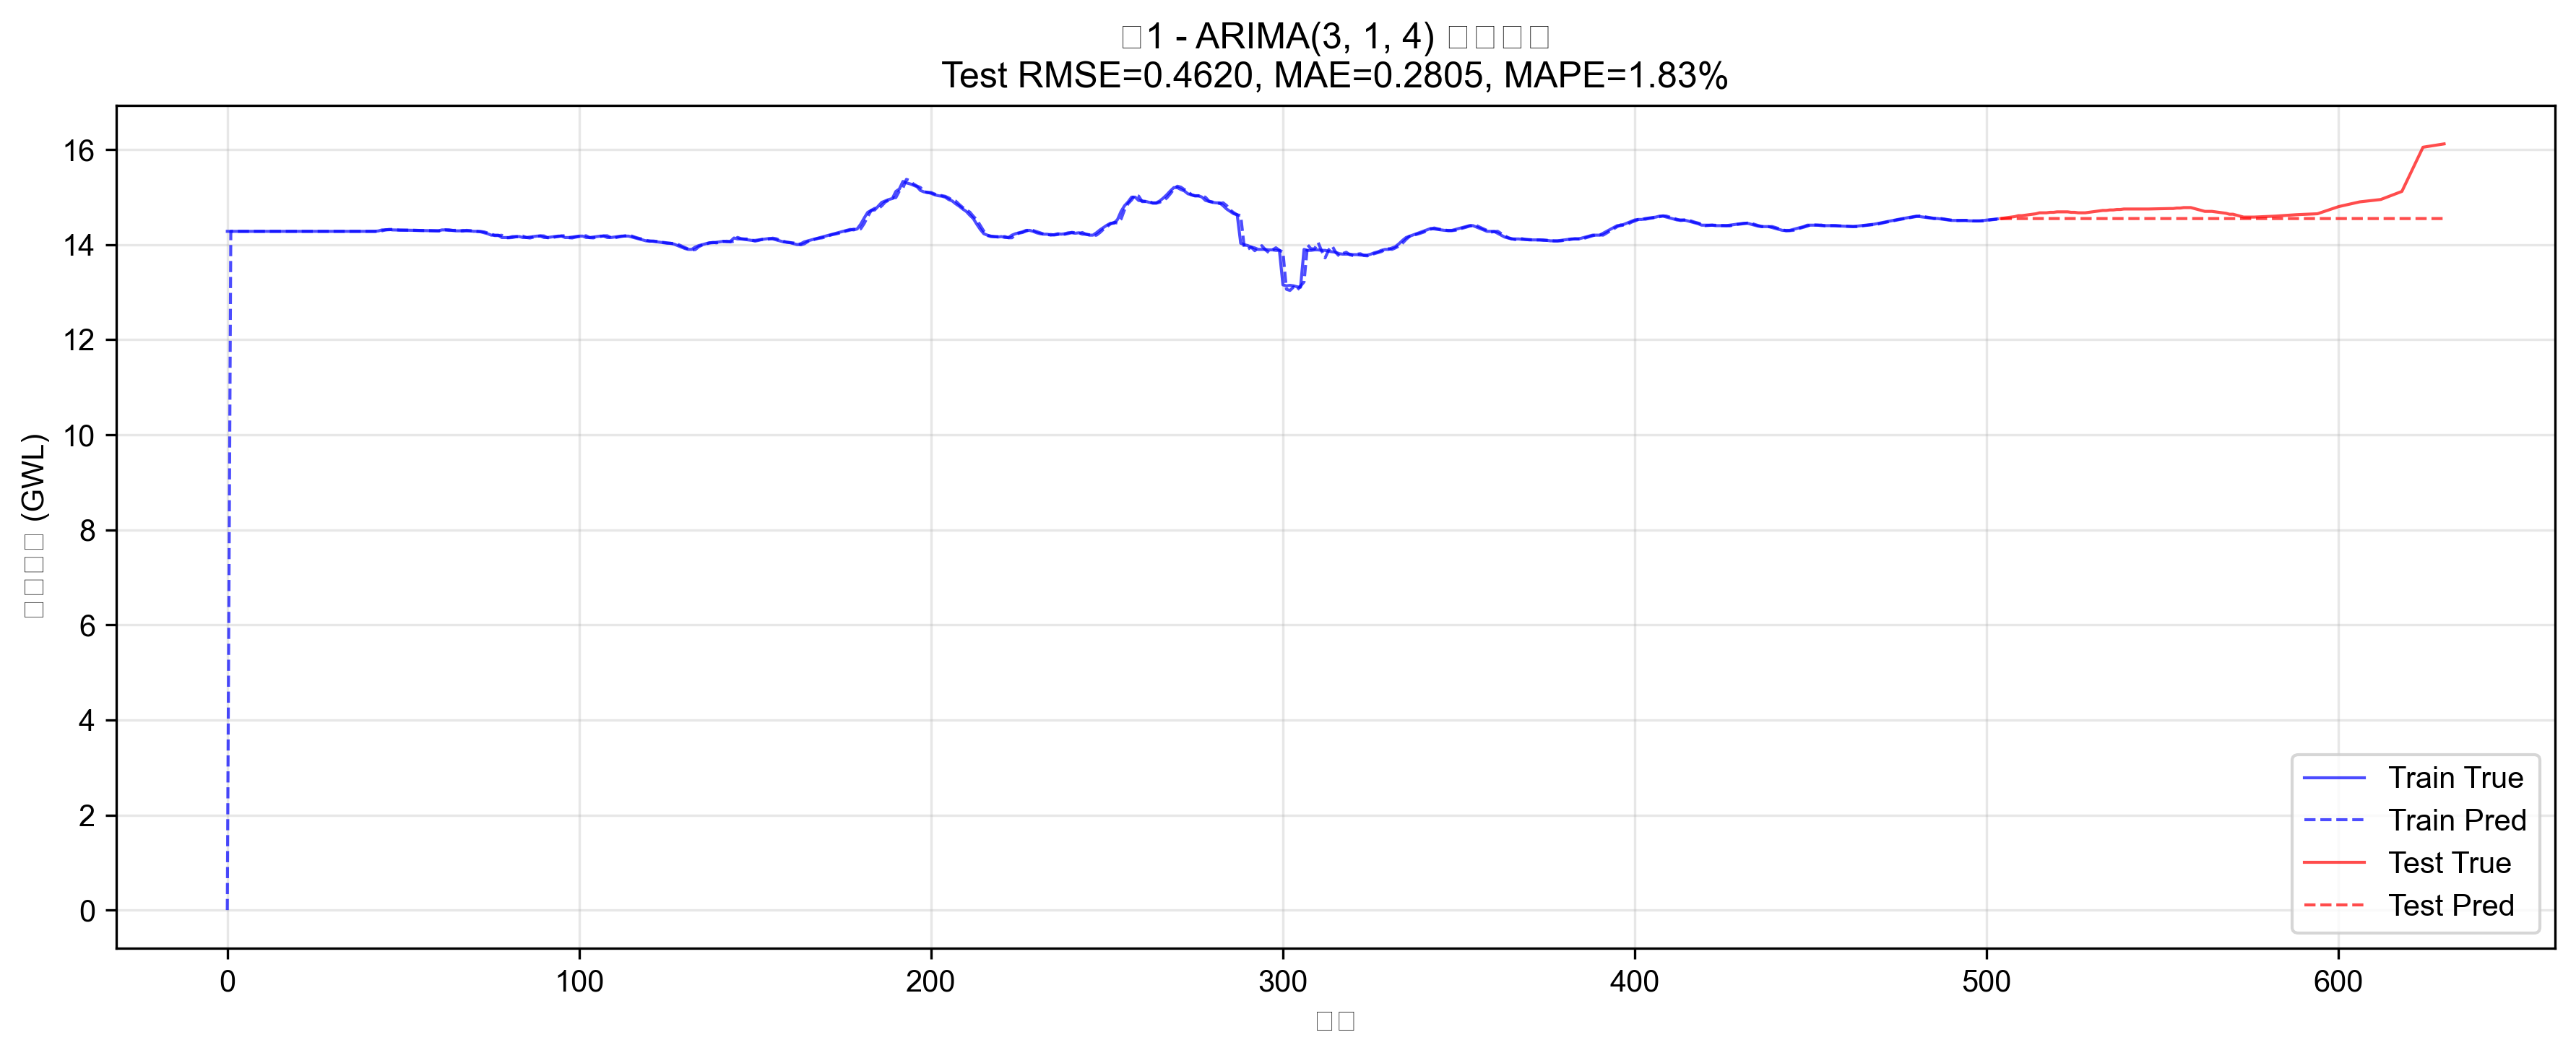 1 - ARIMA(3, 1, 4)
Test RMSE=0.4620, MAE=0.2805, MAPE=1.83%
(GWL)
16
14
12
10
8
6
4
2
0
0
100
200
300
400
500
600
Train True
Train Pred
Test True
Test Pred